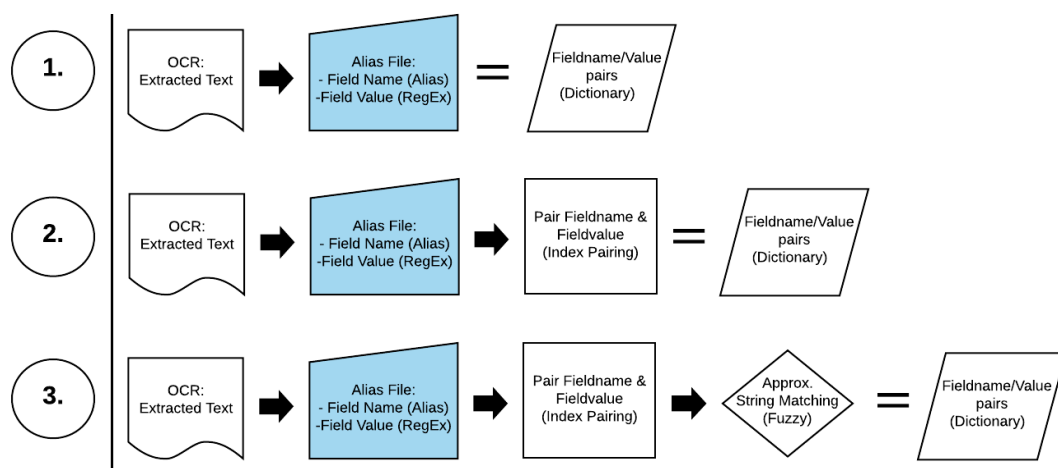 1.
OCR:
Extracted Text
Alias File:
- Field Name (Alias)
-Field Value (RegEx)
=
Fieldname/Value
pairs
(Dictionary)
2.
OCR:
Extracted Text
Alias File:
- Field Name (Alias)
-Field Value (RegEx)
Pair Fieldname &
Fieldvalue
(Index Pairing)
=
Fieldname/Value
pairs
(Dictionary)
3.
OCR:
Extracted Text
Alias File:
- Field Name (Alias)
-Field Value (RegEx)
Pair Fieldname &
Fieldvalue
(Index Pairing)
Approx.
String Matching
(Fuzzy)
=
Fieldname/Value
pairs
(Dictionary)